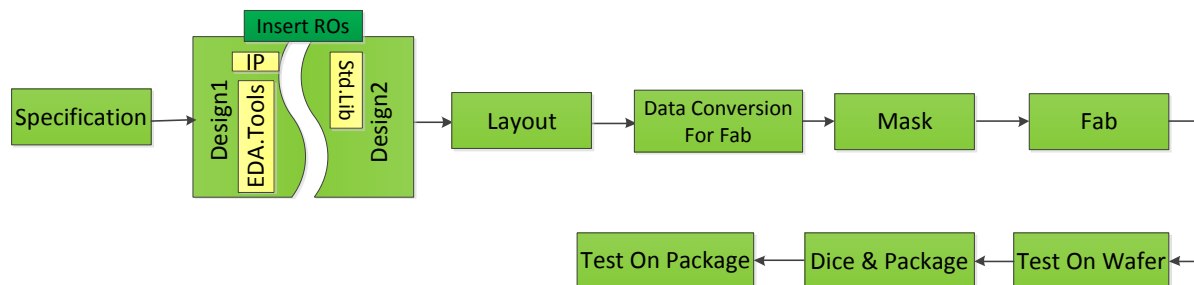 Insert ROs
Specification
Design1
IP
EDA.Tools
Std.Lib
Design2
Layout
Data Conversion
For Fab
Mask
Fab
Test On Package
Dice & Package
Test On Wafer